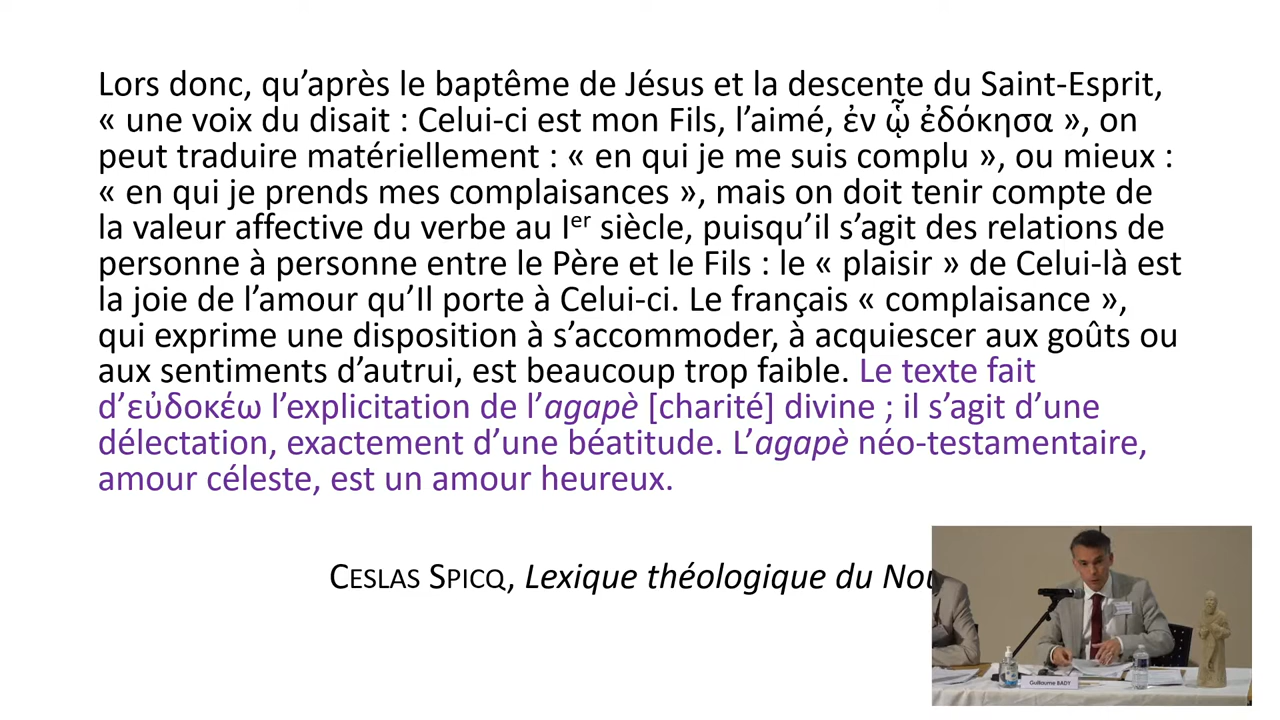 Lors donc, qu’après le baptême de Jésus et la descente du Saint-Esprit,
« une voix du disait : Celui-ci est mon Fils, l’aimé, ἐν ᾧ ἐδόκησα », on
peut traduire matériellement : « en qui je me suis complu », ou mieux :
« en qui je prends mes complaisances », mais on doit tenir compte de
la valeur affective du verbe au Iᵉʳ siècle, puisqu’il s’agit des relations de
personne à personne entre le Père et le Fils : le « plaisir » de Celui-là est
la joie de l’amour qu’Il porte à Celui-ci. Le français « complaisance »,
qui exprime une disposition à s’accommoder, à acquiescer aux goûts ou
aux sentiments d’autrui, est beaucoup trop faible. Le texte fait
d’εὐδοκέω l’explicitation de l’agapè [charité] divine ; il s’agit d’une
délectation, exactement d’une béatitude. L’agapè néo-testamentaire,
amour céleste, est un amour heureux.
CESLAS SPICQ, Lexique théologique du Nou
Guillaume BADY